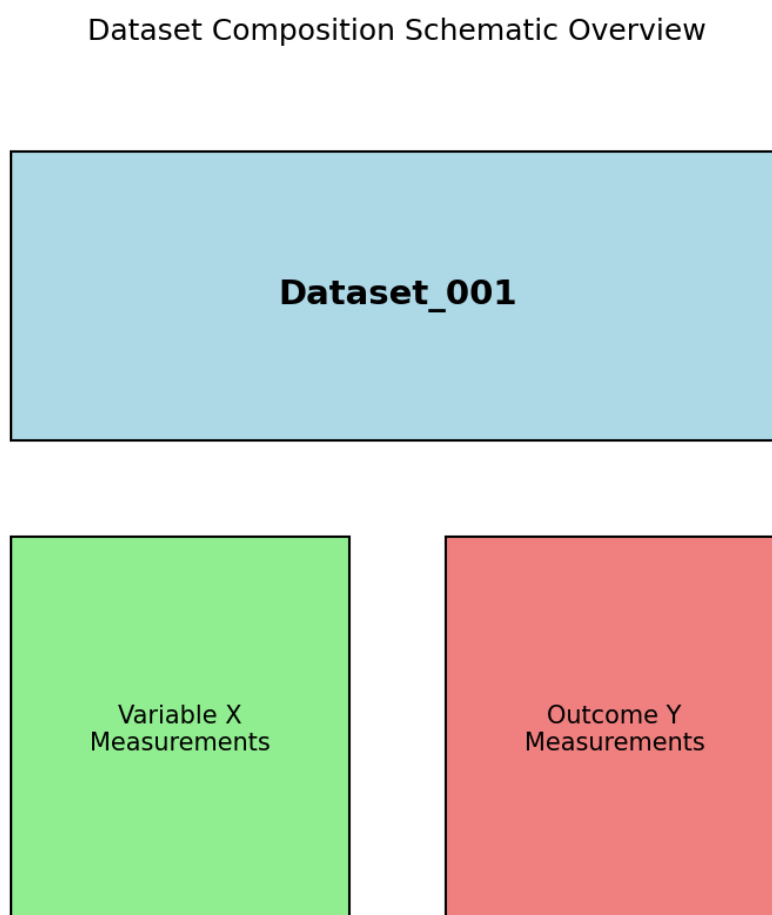 Dataset Composition Schematic Overview
Dataset_001
Variable X
Measurements
Outcome Y
Measurements